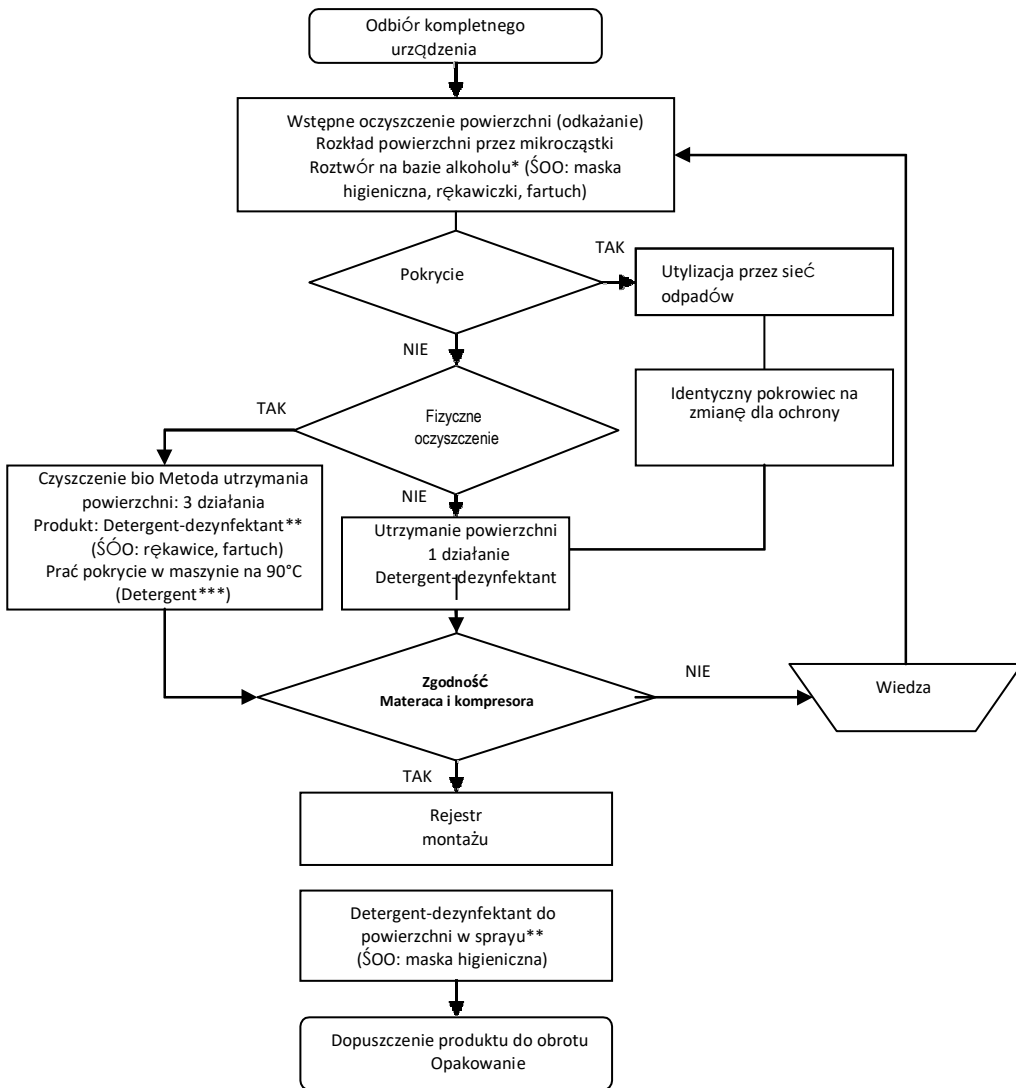 Odbiór kompletnego
urządzenia
Wstępne oczyszczenie powierzchni (odkażanie)
Rozkład powierzchni przez mikrocząstki
Roztwór na bazie alkoholu* (ŚOO: maska
higieniczna, rękawiczki, fartuch)
TAK
Pokrycie
Utylizacja przez sieć
odpadów
NIE
Identyczny pokrowiec na
zmianę dla ochrony
TAK
Fizyczne
oczyszczenie
Czyszczenie bio Metoda utrzymania
powierzchni: 3 działania
Produkt: Detergent-dezynfektant**
(ŚÓO: rękawice, fartuch)
Prać pokrycie w maszynie na 90°C
(Detergent***)
NIE
Utrzymanie powierzchni
1 działanie
Detergent-dezynfektant
Zgodność
Materaca i kompresora
NIE
Wiedza
TAK
Rejestr
montażu
Detergent-dezynfektant do
powierzchni w sprayu**
(ŚOO: maska higieniczna)
Dopuszczenie produktu do obrotu
Opakowanie